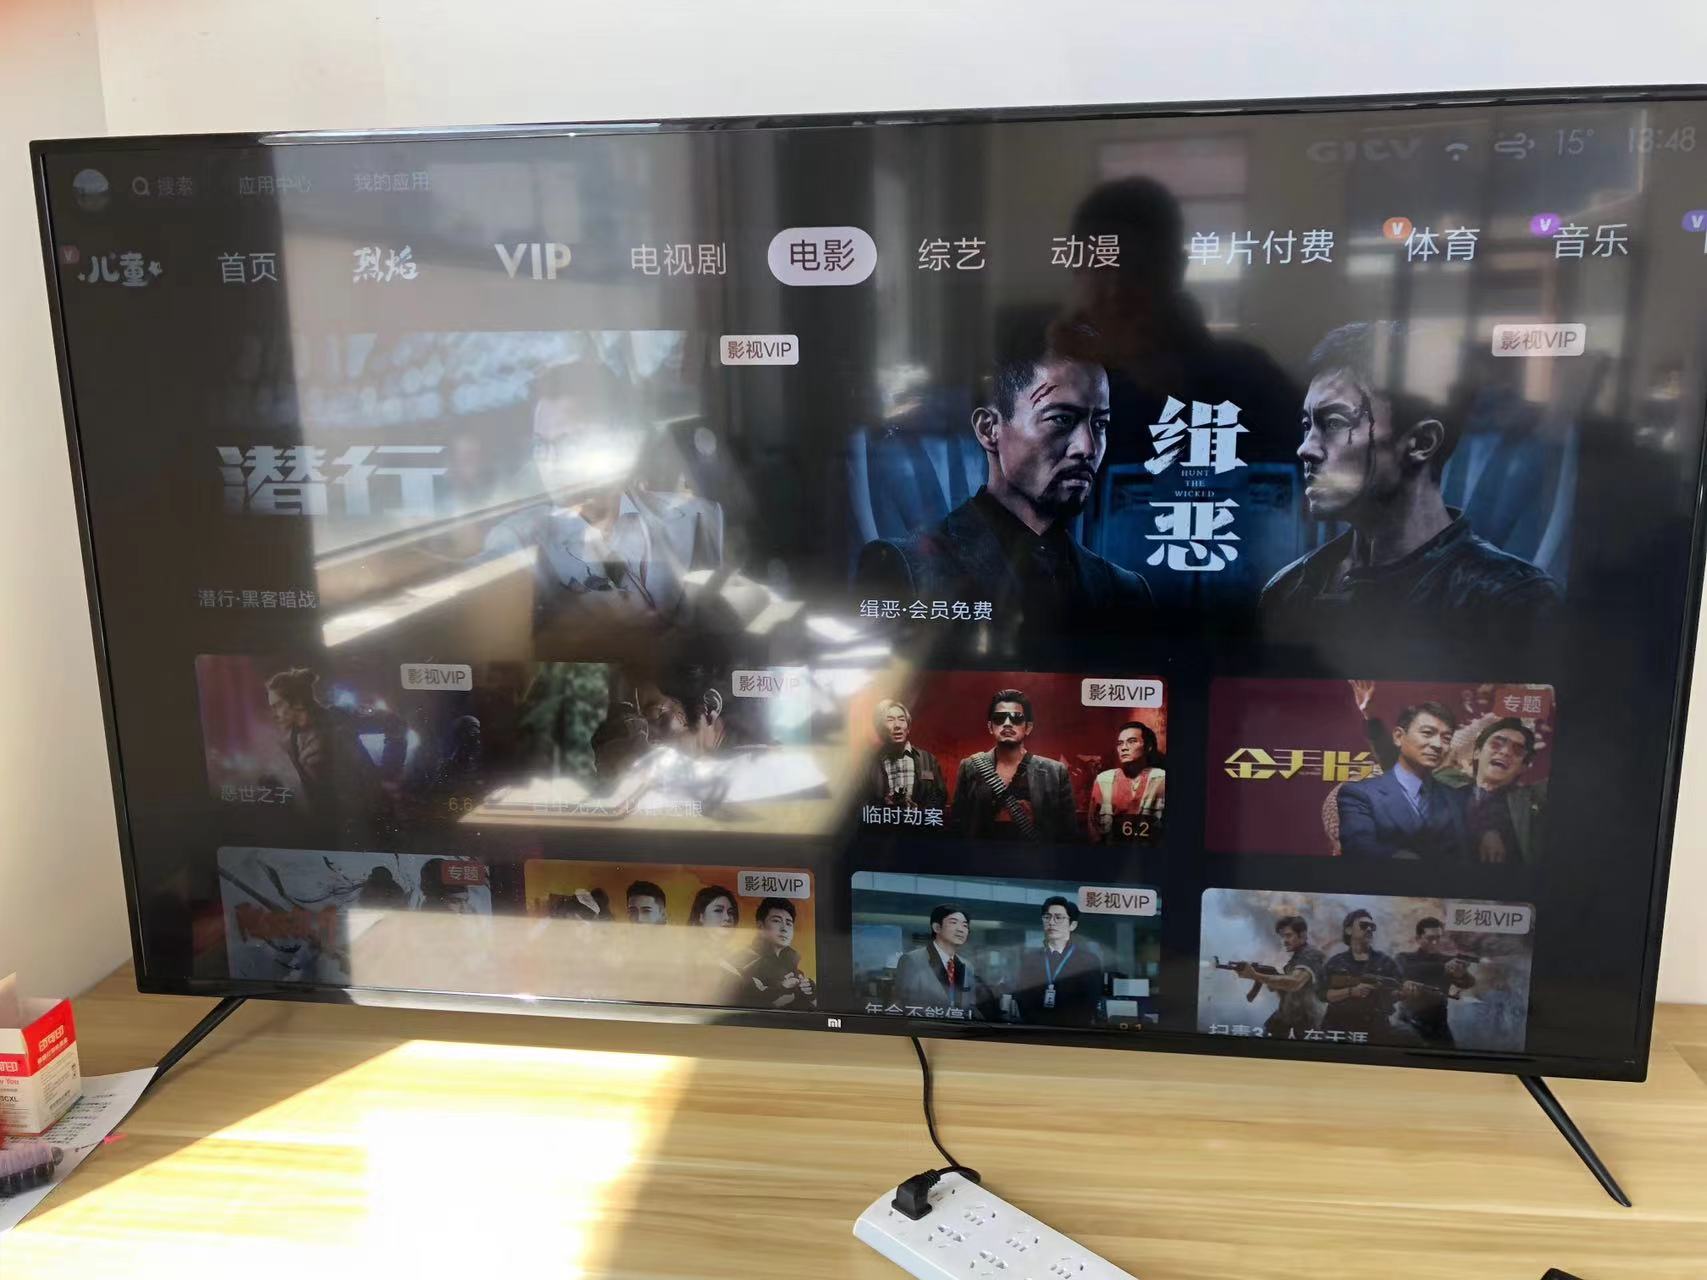 搜索 应用中心 我的应用 GITV 15° 13:48
V 儿童 首页 烈焰 VIP 电视剧 电影 综艺 动漫 单片付费 V 体育 V 音乐 V
影视VIP 影视VIP
潜行
缉
HUNT
THE
WICKED
恶
潜行·黑客暗战
缉恶·会员免费
影视VIP 影视VIP 影视VIP 专题
金手指
恶世之子 6.6
临时劫案 6.2
专题 影视VIP 影视VIP 影视VIP
年会不能停! 8.1
扫毒3：人在天涯
mi